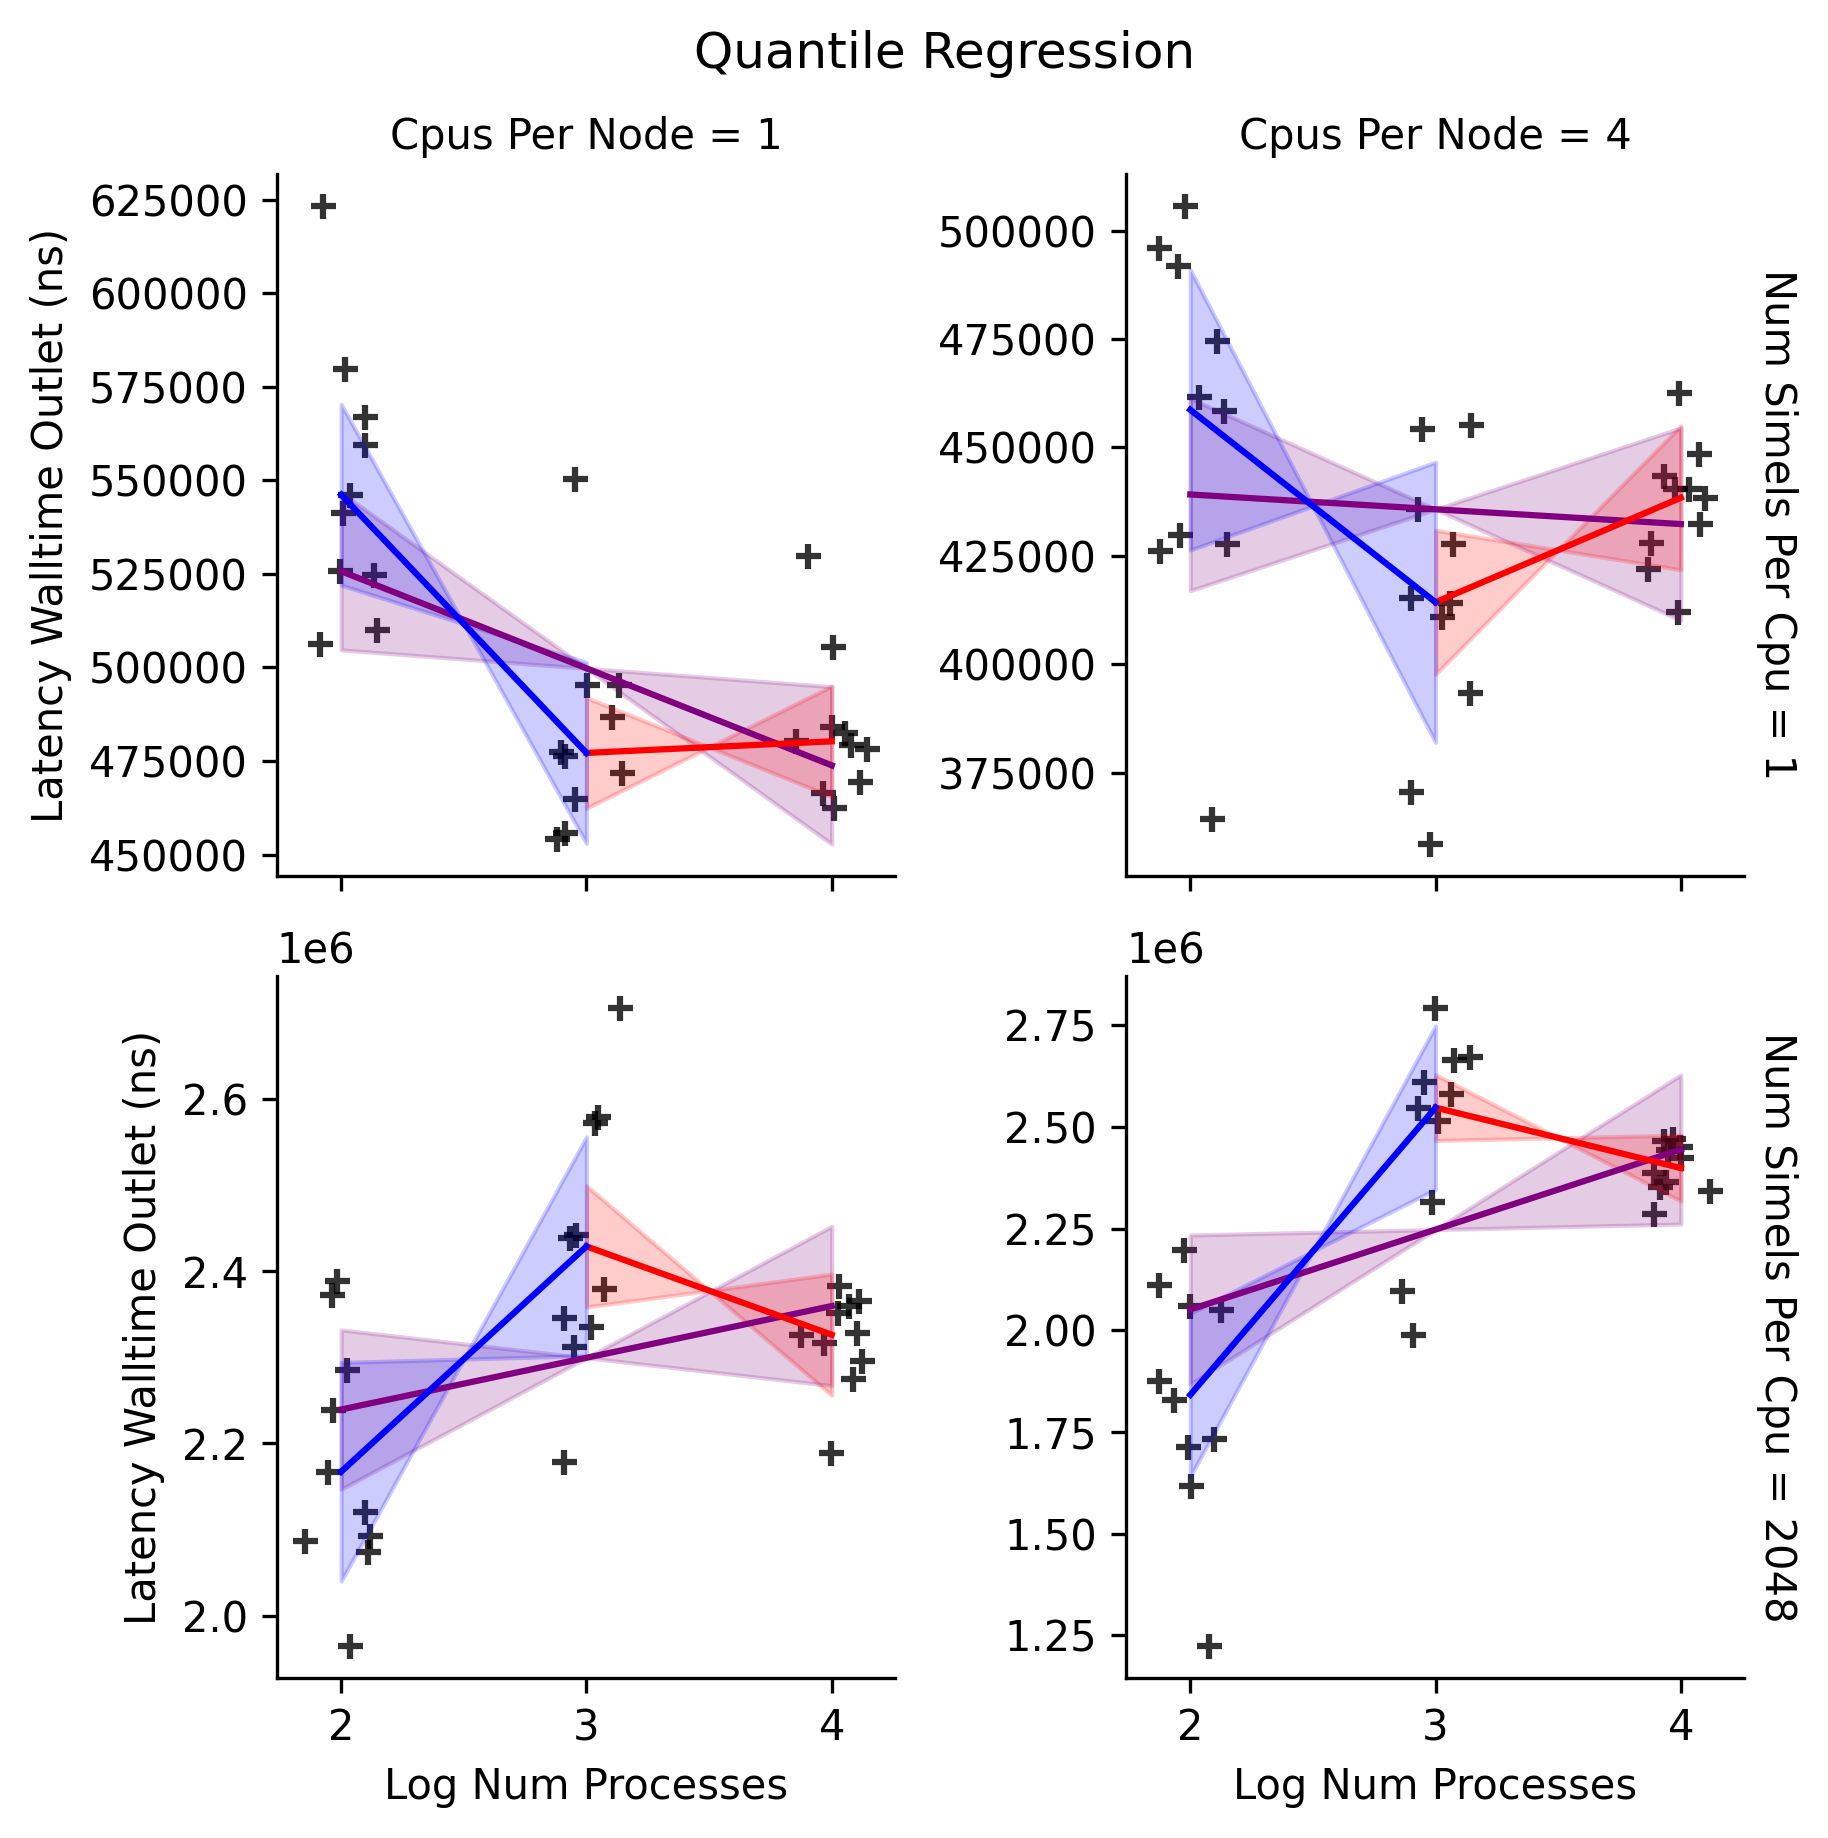 Quantile Regression
Cpus Per Node = 1
Cpus Per Node = 4
Latency Walltime Outlet (ns)
625000
600000
575000
550000
525000
500000
475000
450000
500000
475000
450000
425000
400000
375000
Num Simels Per Cpu = 1
1e6
Latency Walltime Outlet (ns)
2.6
2.4
2.2
2.0
2
3
4
Log Num Processes
1e6
2.75
2.50
2.25
2.00
1.75
1.50
1.25
2
3
4
Log Num Processes
Num Simels Per Cpu = 2048